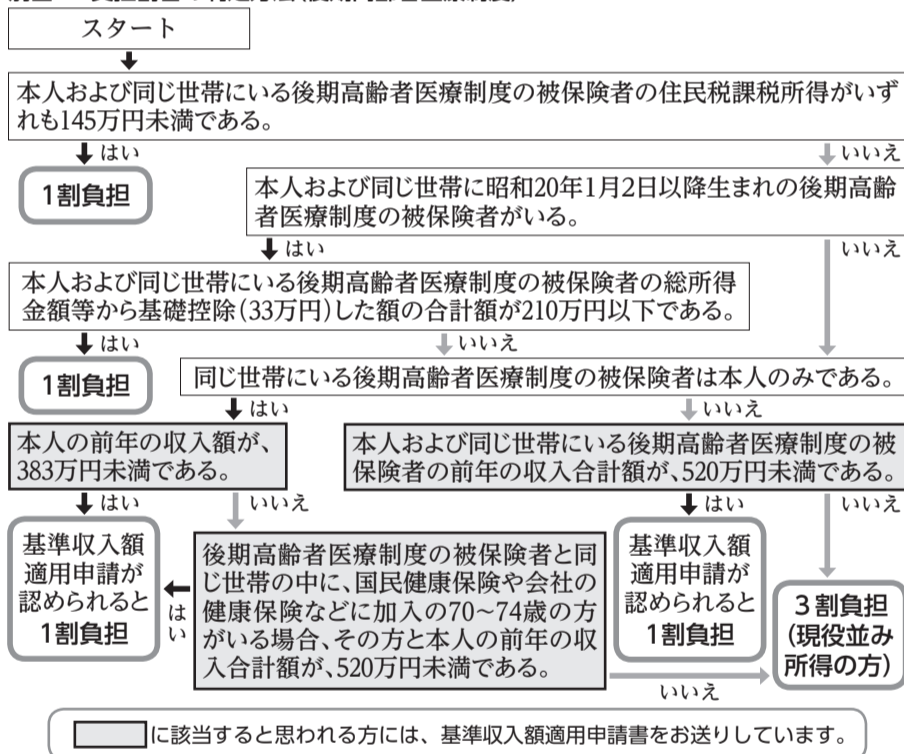 スタート
本人および同じ世帯にいる後期高齢者医療制度の被保険者の住民税課税所得がいず
れも145万円未満である。
はい
いいえ
1割負担
本人および同じ世帯に昭和20年1月2日以降生まれの後期高齢
者医療制度の被保険者がいる。
はい
いいえ
本人および同じ世帯にいる後期高齢者医療制度の被保険者の総所得
金額等から基礎控除(33万円)した額の合計額が210万円以下である。
はい
いいえ
1割負担
同じ世帯にいる後期高齢者医療制度の被保険者は本人のみである。
はい
いいえ
本人の前年の収入額が、
383万円未満である。
本人および同じ世帯にいる後期高齢者医療制度の被
保険者の前年の収入合計額が、520万円未満である。
はい
いいえ
はい
いいえ
基準収入額
適用申請が
認められると
1割負担
はい
後期高齢者医療制度の被保険者と同
じ世帯の中に、国民健康保険や会社の
健康保険などに加入の70~74歳の方
がいる場合、その方と本人の前年の収
入合計額が、520万円未満である。
いいえ
基準収入額
適用申請が
認められると
1割負担
3割負担
(現役並み
所得の方)
に該当すると思われる方には、基準収入額適用申請書をお送りしています。